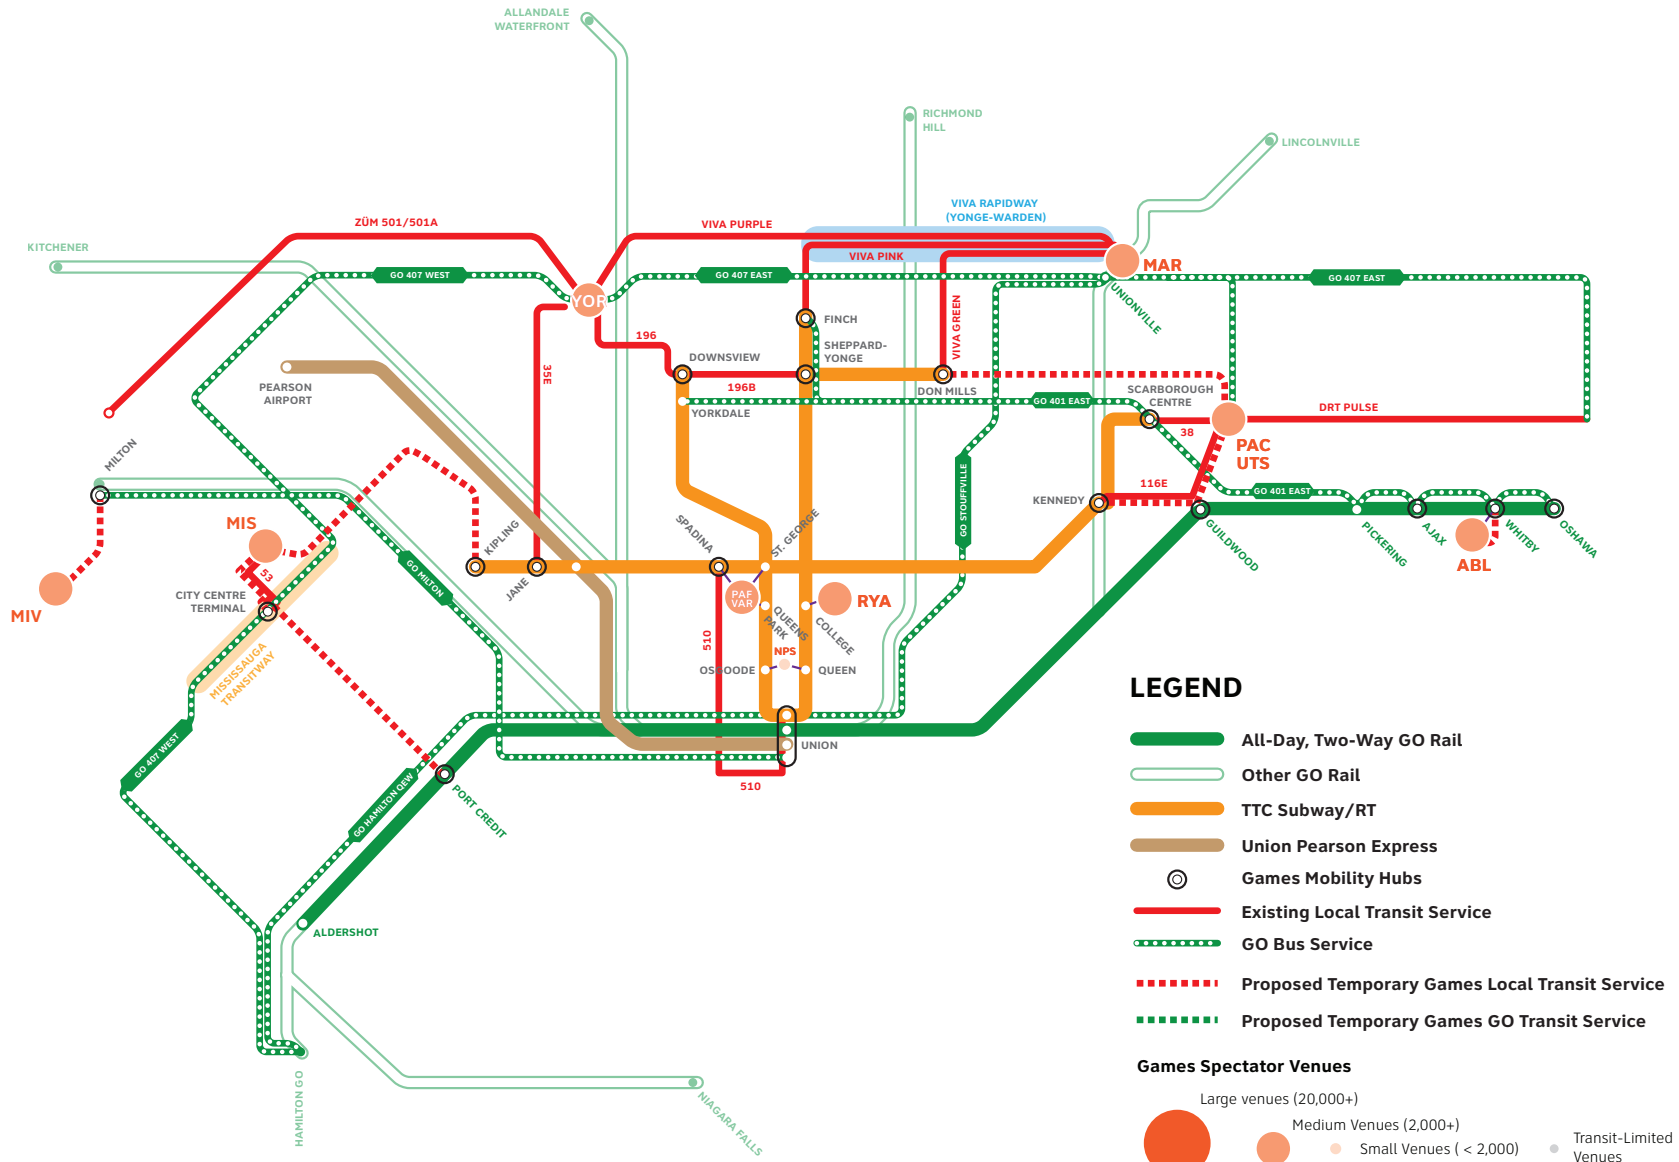 ALLANDALE
WATERFRONT
RICHMOND
HILL
LINCOLNVILLE
VIVA RAPIDWAY
(YONGE-WARDEN)
ZÜM 501/501A
VIVA PURPLE
KITCHENER
VIVA PINK
MAR
GO 407 WEST
GO 407 EAST
GO 407 EAST
UNIONVILLE
YOR
FINCH
VIVA GREEN
196
SHEPPARD-
YONGE
DOWNSVIEW
35E
PEARSON
AIRPORT
196B
DON MILLS
SCARBOROUGH
CENTRE
YORKDALE
GO 401 EAST
DRT PULSE
38
PAC
UTS
MILTON
GO STOUFFVILLE
116E
GO 401 EAST
KENNEDY
MIS
SPADINA
ST. GEORGE
KIPLING
GUILDWOOD
PICKERING
AJAX
WHITBY
OSHAWA
ABL
53
GO MILTON
JANE
CITY CENTRE
TERMINAL
PAF
VAR
RYA
MIV
QUEENS
PARK
COLLEGE
510
NPS
OSGOODE
QUEEN
MISSISSAUGA
TRANSITWAY
GO 407 WEST
UNION
510
GO HAMILTON QEW
PORT CREDIT
ALDERSHOT
HAMILTON GO
NIAGARA FALLS
LEGEND
All-Day, Two-Way GO Rail
Other GO Rail
TTC Subway/RT
Union Pearson Express
Games Mobility Hubs
Existing Local Transit Service
GO Bus Service
Proposed Temporary Games Local Transit Service
Proposed Temporary Games GO Transit Service
Games Spectator Venues
Large venues (20,000+)
Medium Venues (2,000+)
Small Venues ( < 2,000)
Transit-Limited
Venues